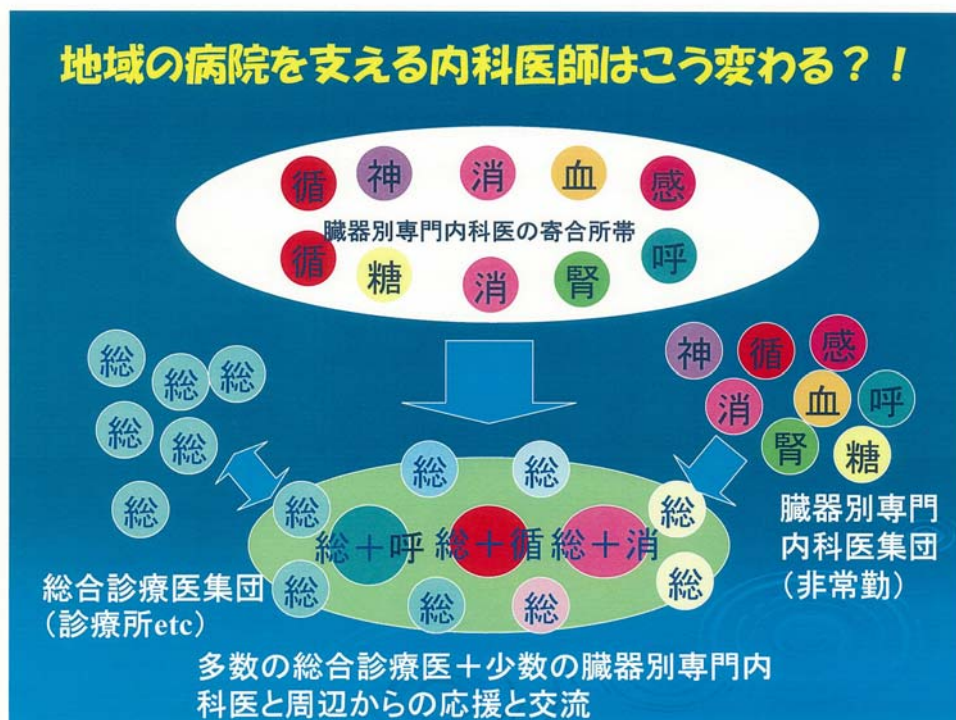 地域の病院を支える内科医師はこう変わる？！
循 神 消 血 感
臓器別専門内科医の寄合所帯
循 糖 消 腎 呼
総 総 総
総 総
総
神 循 感
消 血 呼
腎 糖
総 総
総 総
総＋呼 総＋循 総＋消
総 総 総 総
総合診療医集団
（診療所etc）
臓器別専門
内科医集団
（非常勤）
多数の総合診療医＋少数の臓器別専門内
科医と周辺からの応援と交流